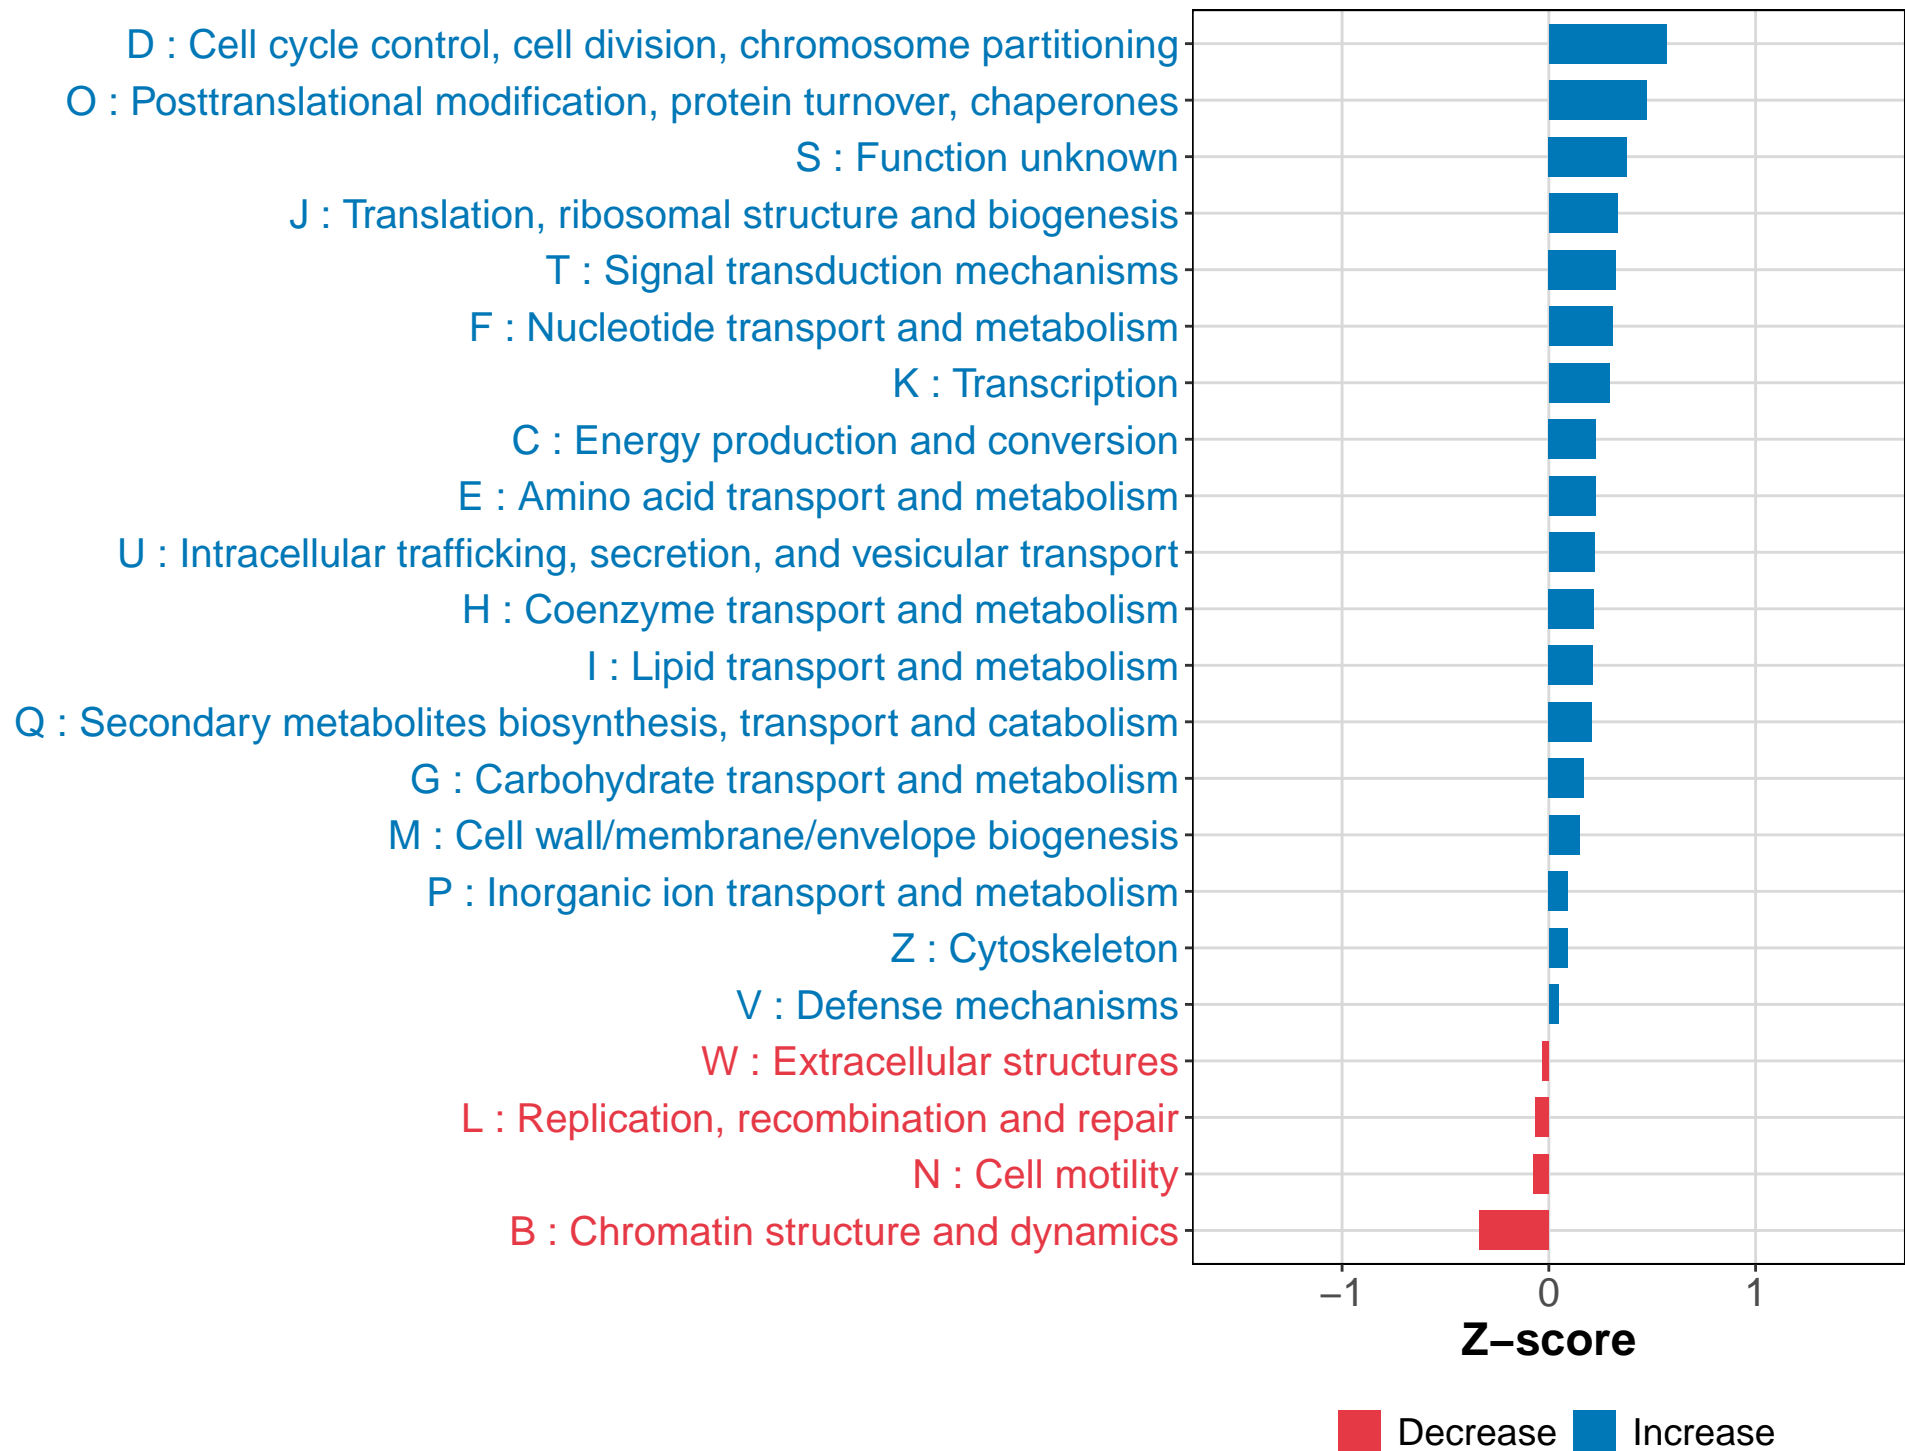 D : Cell cycle control, cell division, chromosome partitioning
O : Posttranslational modification, protein turnover, chaperones
S : Function unknown
J : Translation, ribosomal structure and biogenesis
T : Signal transduction mechanisms
F : Nucleotide transport and metabolism
K : Transcription
C : Energy production and conversion
E : Amino acid transport and metabolism
U : Intracellular trafficking, secretion, and vesicular transport
H : Coenzyme transport and metabolism
I : Lipid transport and metabolism
Q : Secondary metabolites biosynthesis, transport and catabolism
G : Carbohydrate transport and metabolism
M : Cell wall/membrane/envelope biogenesis
P : Inorganic ion transport and metabolism
Z : Cytoskeleton
V : Defense mechanisms
W : Extracellular structures
L : Replication, recombination and repair
N : Cell motility
B : Chromatin structure and dynamics
−1 0 1
Z−score
Decrease Increase